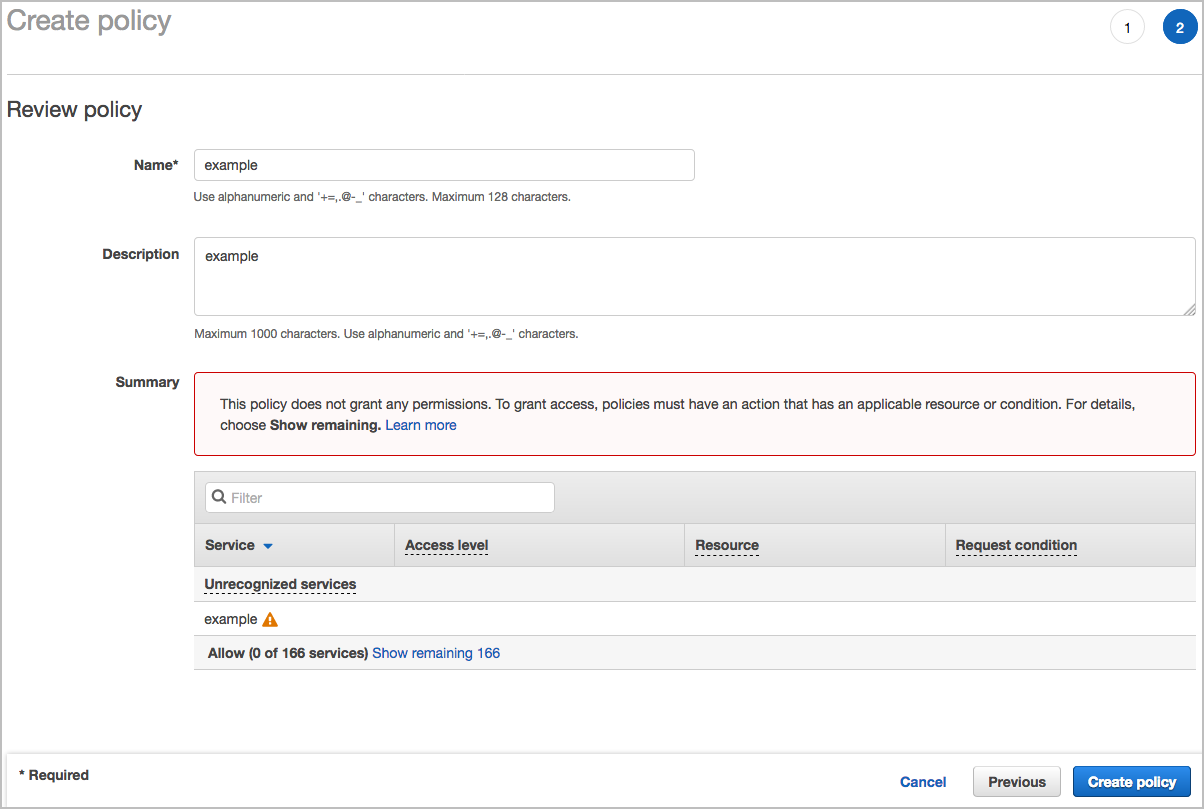 Create policy
1
2
Review policy
Name*
example
Use alphanumeric and '+=,.@-_' characters. Maximum 128 characters.
Description
example
Maximum 1000 characters. Use alphanumeric and '+=,.@-_' characters.
Summary
This policy does not grant any permissions. To grant access, policies must have an action that has an applicable resource or condition. For details,
choose Show remaining. Learn more
Filter
Service Access level Resource Request condition
Unrecognized services
example
Allow (0 of 166 services) Show remaining 166
* Required
Cancel Previous Create policy